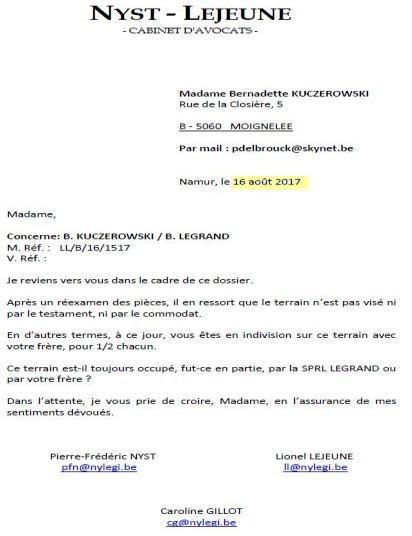 NYST – LEJEUNE
- CABINET D'AVOCATS -
Madame Bernadette KUCZEROWSKI
Rue de la Closière, 5
B - 5060 MOIGNELEE
Par mail : pdelbrouck@skynet.be
Namur, le 16 août 2017
Madame,
Concerne: B. KUCZEROWSKI / B. LEGRAND
M. Réf. : LL/B/16/1517
V. Réf. :
Je reviens vers vous dans le cadre de ce dossier.
Après un réexamen des pièces, il en ressort que le terrain n'est pas visé ni
par le testament, ni par le commodat.
En d'autres termes, à ce jour, vous êtes en indivision sur ce terrain avec
votre frère, pour 1/2 chacun.
Ce terrain est-il toujours occupé, fut-ce en partie, par la SPRL LEGRAND ou
par votre frère ?
Dans l'attente, je vous prie de croire, Madame, en l'assurance de mes
sentiments dévoués.
Pierre-Frédéric NYST Lionel LEJEUNE
pfn@nylegi.be ll@nylegi.be
Caroline GILLOT
cg@nylegi.be